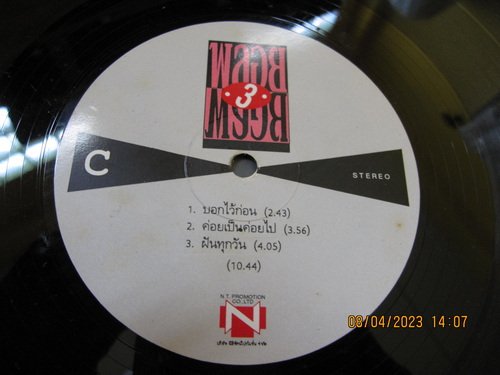 3
C
STEREO
1. บอกไว้ก่อน (2.43)
2. ค่อยเป็นค่อยไป (3.56)
3. ฝันทุกวัน (4.05)
(10.44)
N.T. PROMOTION
CO.,LTD
N
08/04/2023 14:07